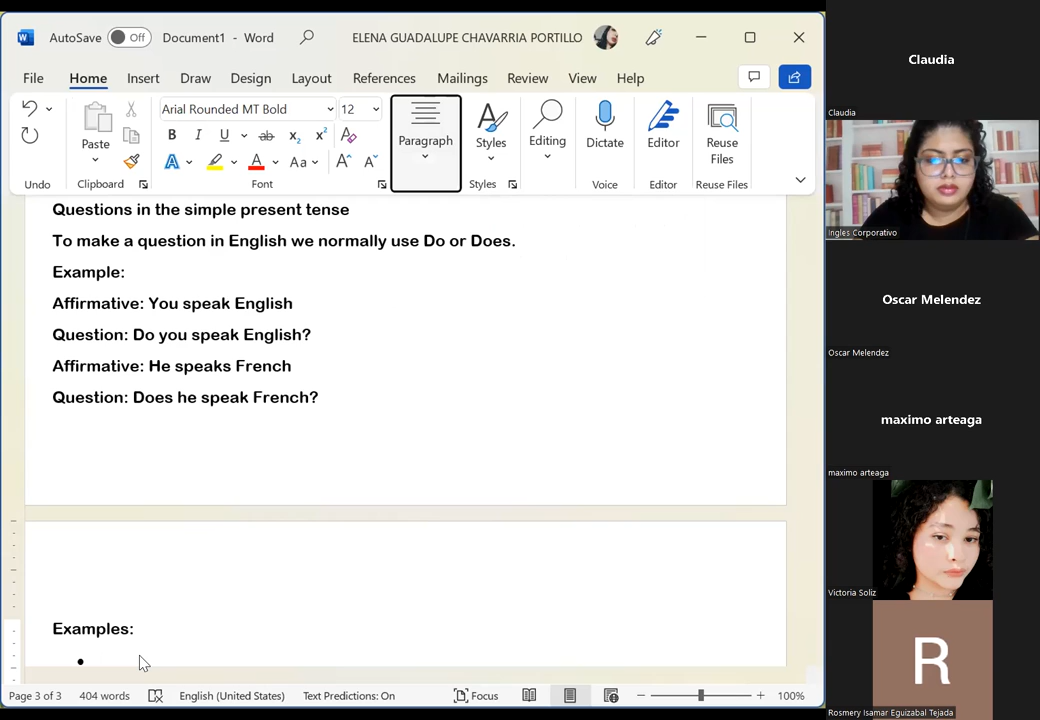 AutoSave Off Document1 - Word ELENA GUADALUPE CHAVARRIA PORTILLO
File Home Insert Draw Design Layout References Mailings Review View Help
Arial Rounded MT Bold 12
Paste
B I U ab x2 x2 A
A A Aa A A
Paragraph Styles Editing Dictate Editor Reuse Files
Undo Clipboard Font Styles Voice Editor Reuse Files
Questions in the simple present tense
To make a question in English we normally use Do or Does.
Example:
Affirmative: You speak English
Question: Do you speak English?
Affirmative: He speaks French
Question: Does he speak French?
Examples:
•
Page 3 of 3 404 words English (United States) Text Predictions: On Focus 100%
Claudia
Claudia
Ingles Corporativo
Oscar Melendez
Oscar Melendez
maximo arteaga
maximo arteaga
Victoria Soliz
R
Rosmery Isamar Eguizabal Tejada